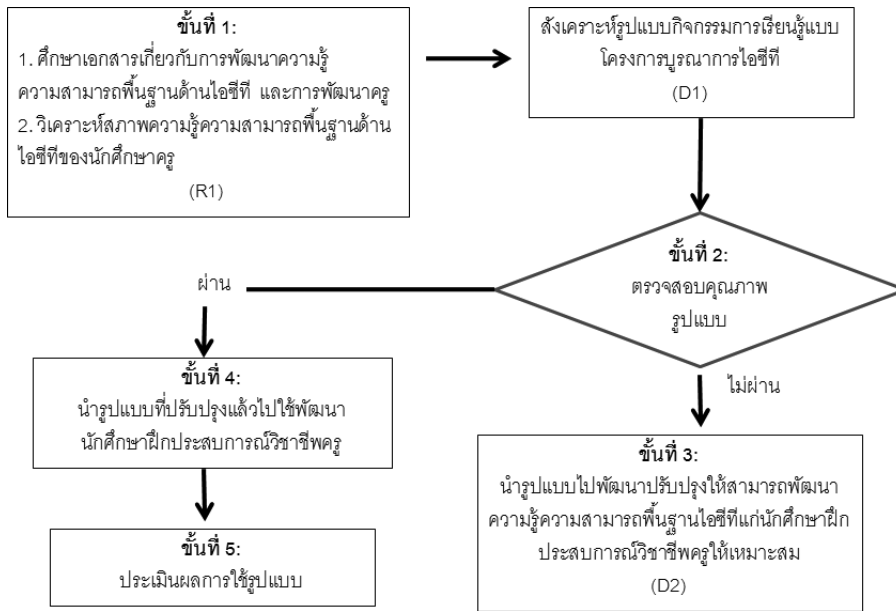 ขั้นที่ 1:
1. ศึกษาเอกสารเกี่ยวกับการพัฒนาความรู้
ความสามารถพื้นฐานด้านไอซีที และการพัฒนาครู
2. วิเคราะห์สภาพความรู้ความสามารถพื้นฐานด้าน
ไอซีทีของนักศึกษาครู
(R1)
สังเคราะห์รูปแบบกิจกรรมการเรียนรู้แบบ
โครงการบูรณาการไอซีที
(D1)
ขั้นที่ 2:
ตรวจสอบคุณภาพ
รูปแบบ
ผ่าน
ไม่ผ่าน
ขั้นที่ 3:
นำรูปแบบไปพัฒนาปรับปรุงให้สามารถพัฒนา
ความรู้ความสามารถพื้นฐานไอซีทีแก่นักศึกษาฝึก
ประสบการณ์วิชาชีพครูให้เหมาะสม
(D2)
ขั้นที่ 4:
นำรูปแบบที่ปรับปรุงแล้วไปใช้พัฒนา
นักศึกษาฝึกประสบการณ์วิชาชีพครู
ขั้นที่ 5:
ประเมินผลการใช้รูปแบบ